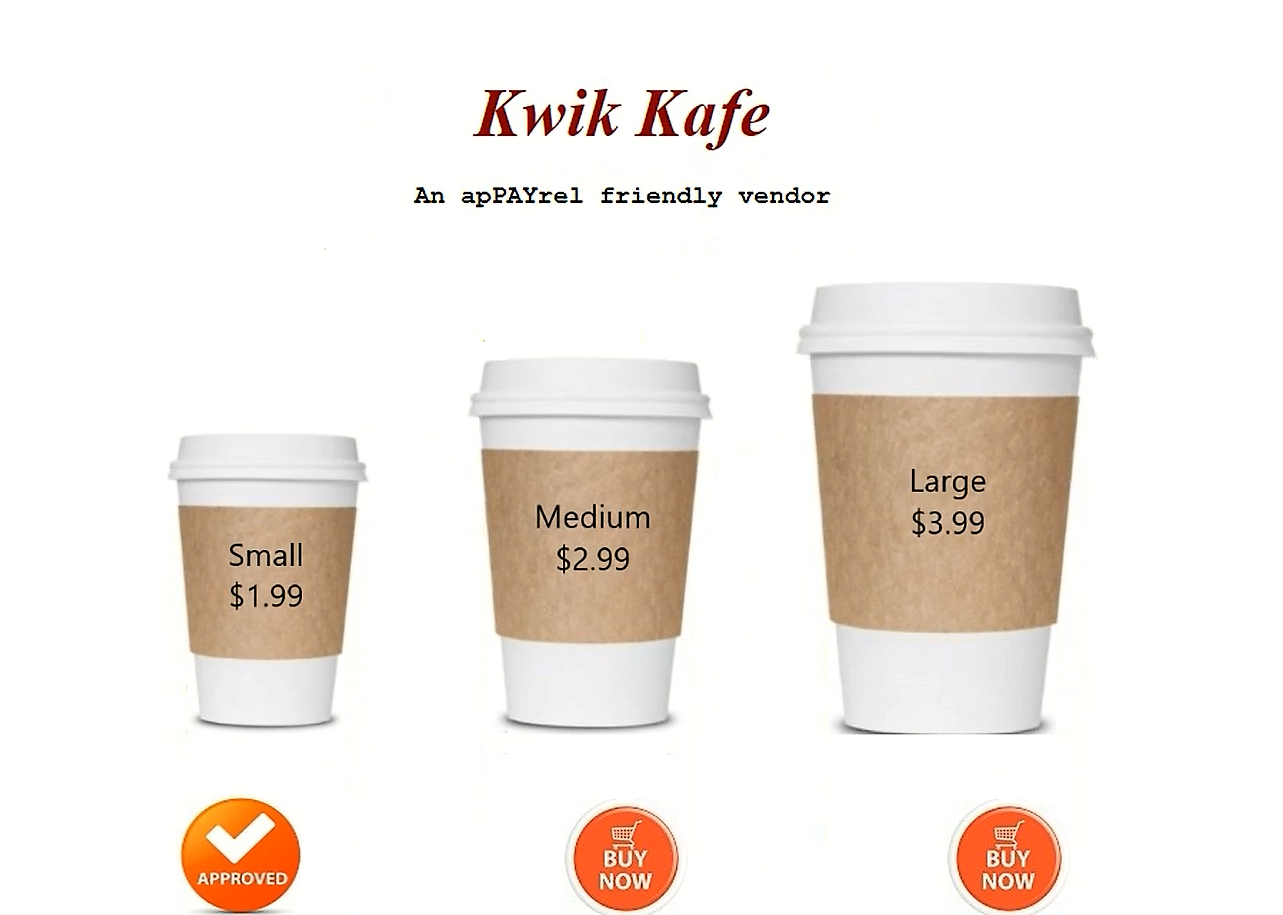 Kwik Kafe
An apPAYrel friendly vendor
Small
$1.99
Medium
$2.99
Large
$3.99
APPROVED
BUY
NOW
BUY
NOW